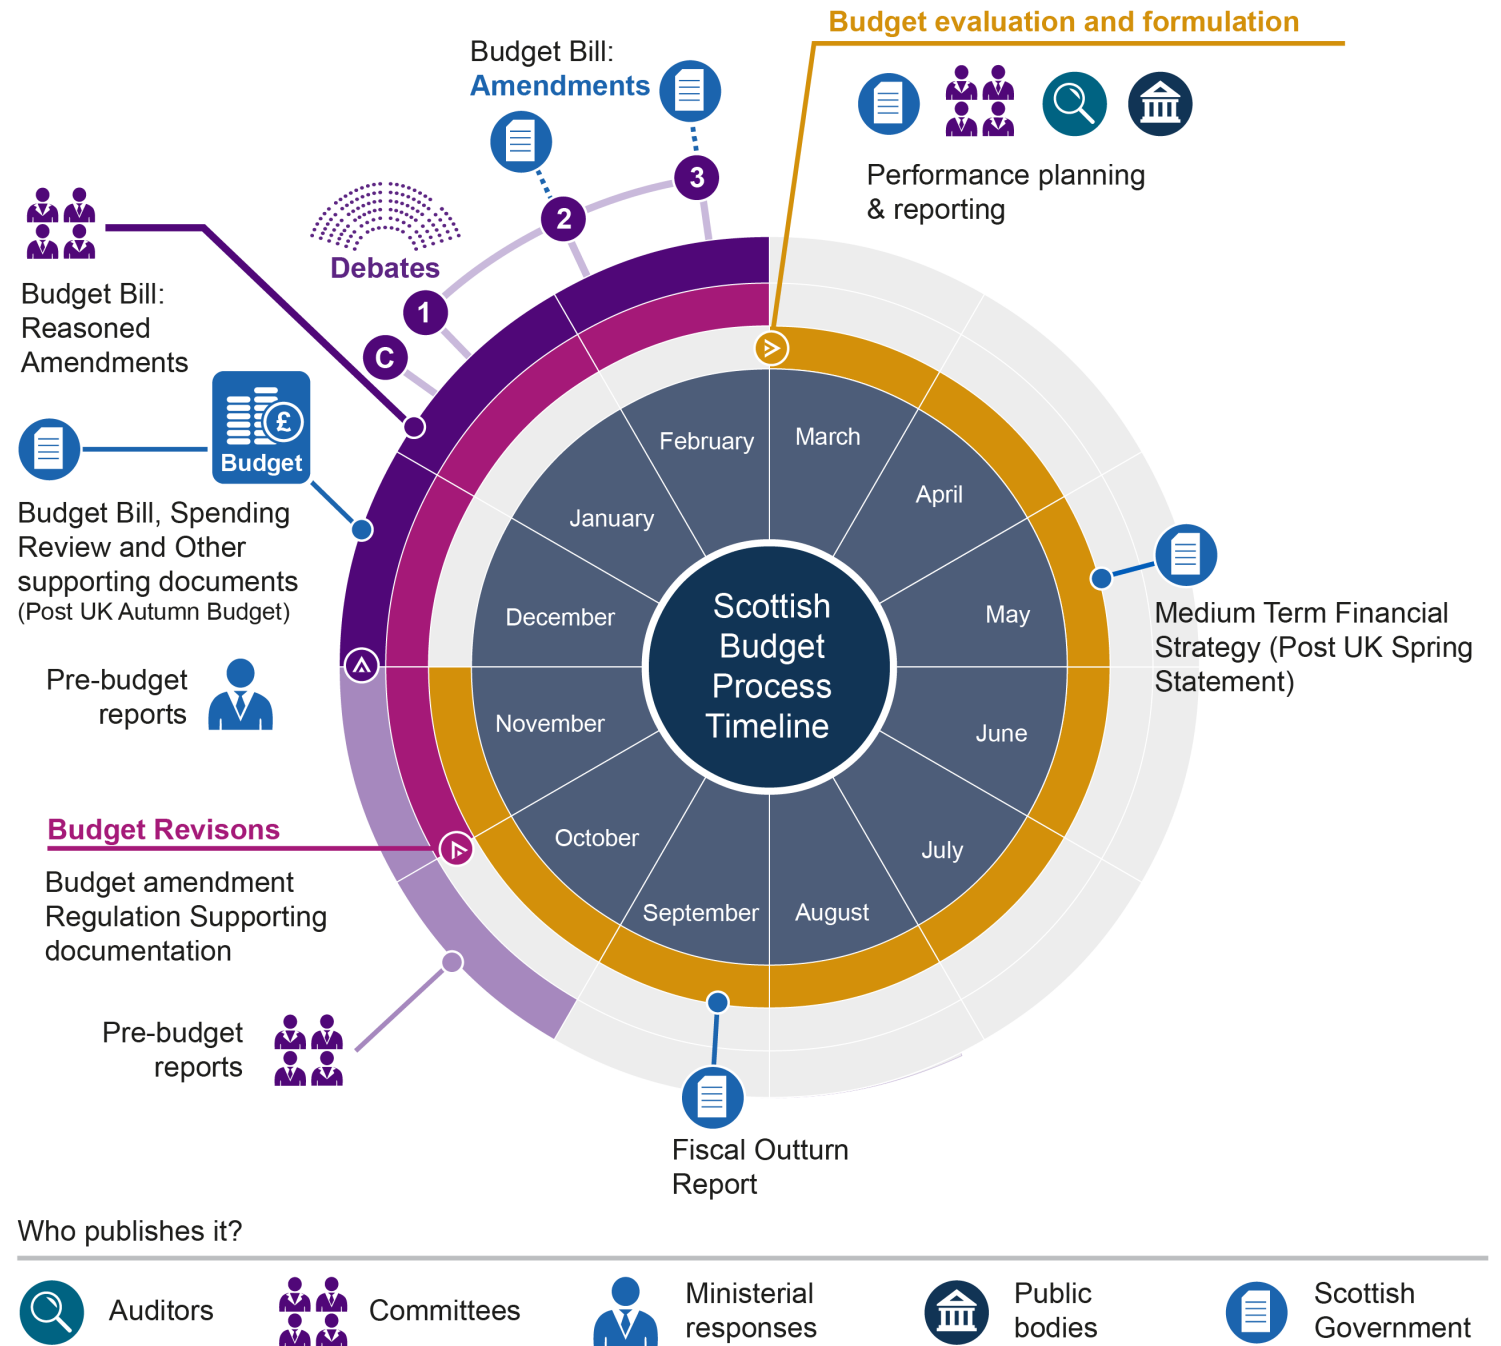 Budget evaluation and formulation
Performance planning
& reporting
Budget Bill:
Amendments
3
2
1
C
Debates
Budget Bill:
Reasoned
Amendments
£
Budget
Budget Bill, Spending
Review and Other
supporting documents
(Post UK Autumn Budget)
Pre-budget
reports
Budget Revisons
Budget amendment
Regulation Supporting
documentation
Pre-budget
reports
February
March
January
April
December
May
November
June
October
July
September
August
Scottish
Budget
Process
Timeline
Medium Term Financial
Strategy (Post UK Spring
Statement)
Fiscal Outturn
Report
Who publishes it?
Auditors
Committees
Ministerial
responses
Public
bodies
Scottish
Government